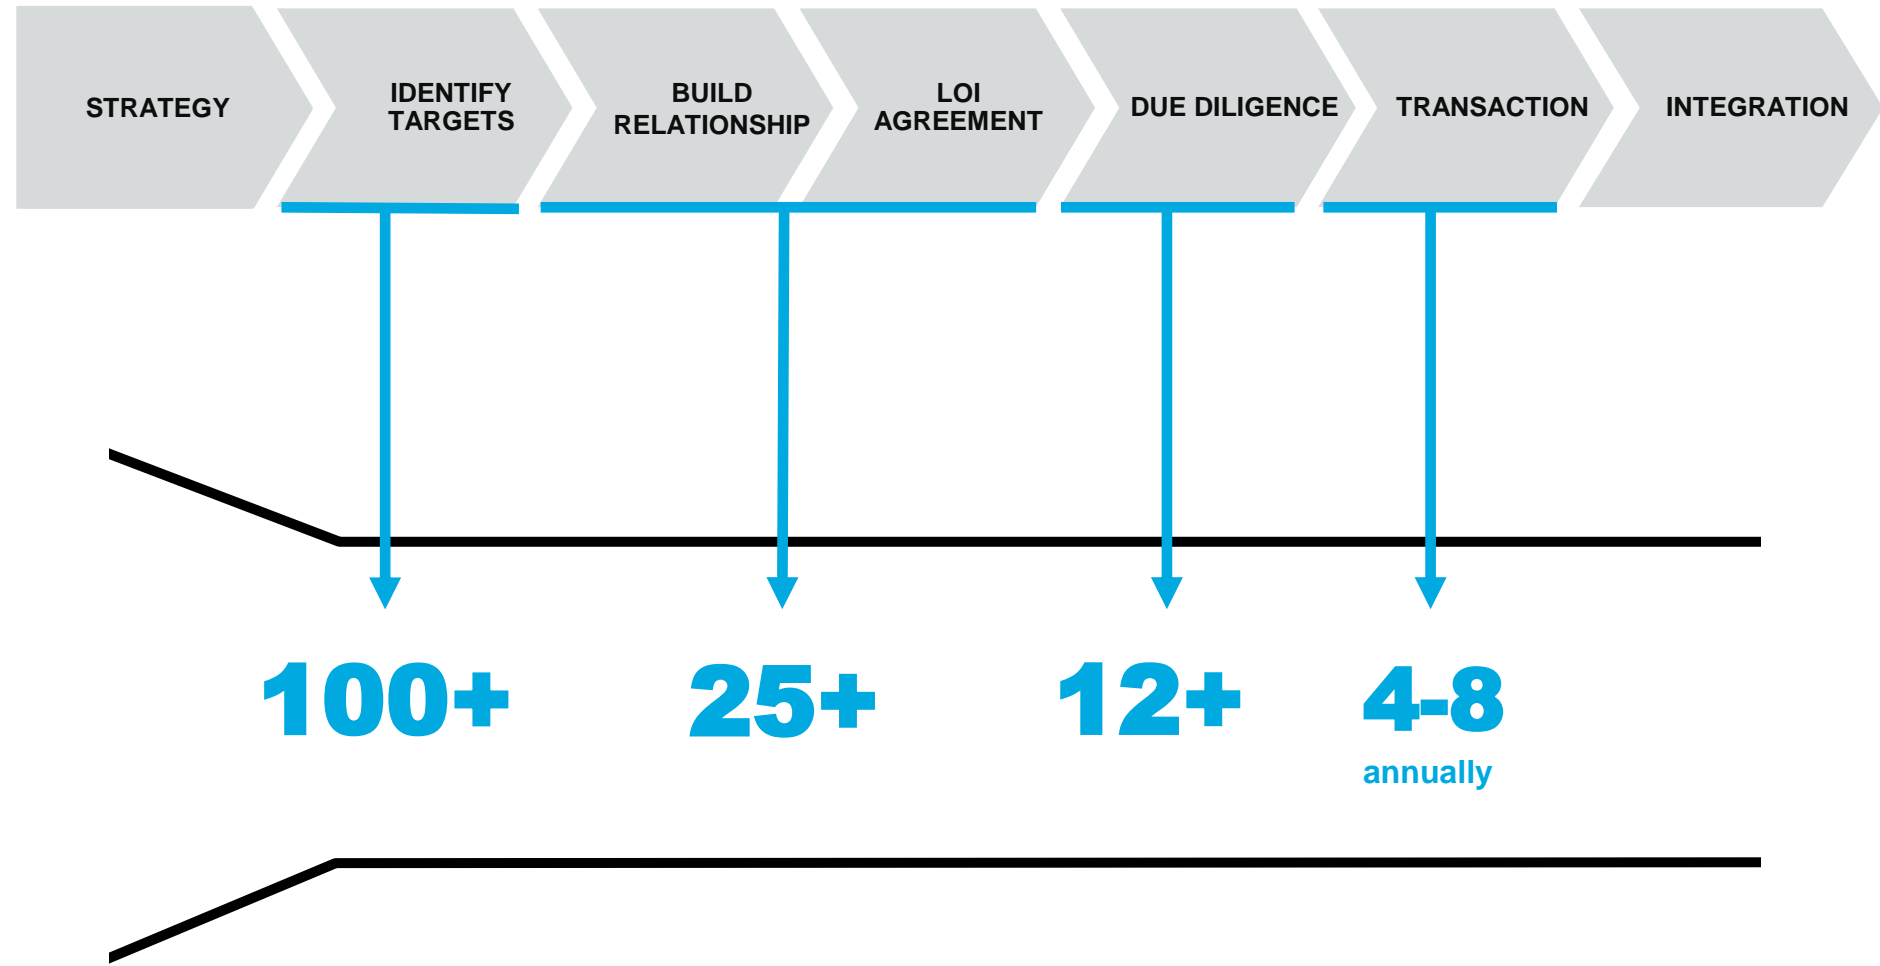 STRATEGY
IDENTIFY
TARGETS
BUILD
RELATIONSHIP
LOI
AGREEMENT
DUE DILIGENCE
TRANSACTION
INTEGRATION
100+
25+
12+
4-8
annually